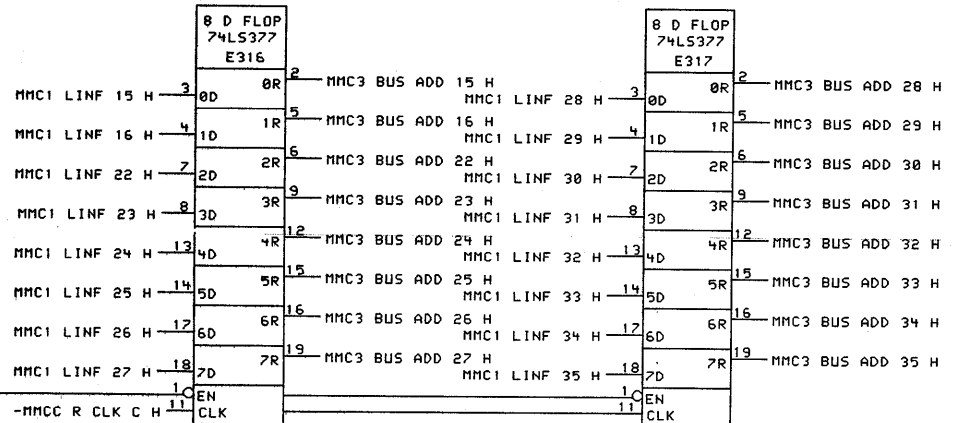 8 D FLOP
74LS377
E316
MMC1 LINF 15 H 3 0D 0R 2 MMC3 BUS ADD 15 H
MMC1 LINF 16 H 4 1D 1R 5 MMC3 BUS ADD 16 H
MMC1 LINF 22 H 7 2D 2R 6 MMC3 BUS ADD 22 H
MMC1 LINF 23 H 8 3D 3R 9 MMC3 BUS ADD 23 H
MMC1 LINF 24 H 13 4D 4R 12 MMC3 BUS ADD 24 H
MMC1 LINF 25 H 14 5D 5R 15 MMC3 BUS ADD 25 H
MMC1 LINF 26 H 17 6D 6R 16 MMC3 BUS ADD 26 H
MMC1 LINF 27 H 18 7D 7R 19 MMC3 BUS ADD 27 H
1 EN
-MMCC R CLK C H 11 CLK
8 D FLOP
74LS377
E317
MMC1 LINF 28 H 3 0D 0R 2 MMC3 BUS ADD 28 H
MMC1 LINF 29 H 4 1D 1R 5 MMC3 BUS ADD 29 H
MMC1 LINF 30 H 7 2D 2R 6 MMC3 BUS ADD 30 H
MMC1 LINF 31 H 8 3D 3R 9 MMC3 BUS ADD 31 H
MMC1 LINF 32 H 13 4D 4R 12 MMC3 BUS ADD 32 H
MMC1 LINF 33 H 14 5D 5R 15 MMC3 BUS ADD 33 H
MMC1 LINF 34 H 17 6D 6R 16 MMC3 BUS ADD 34 H
MMC1 LINF 35 H 18 7D 7R 19 MMC3 BUS ADD 35 H
1 EN
11 CLK